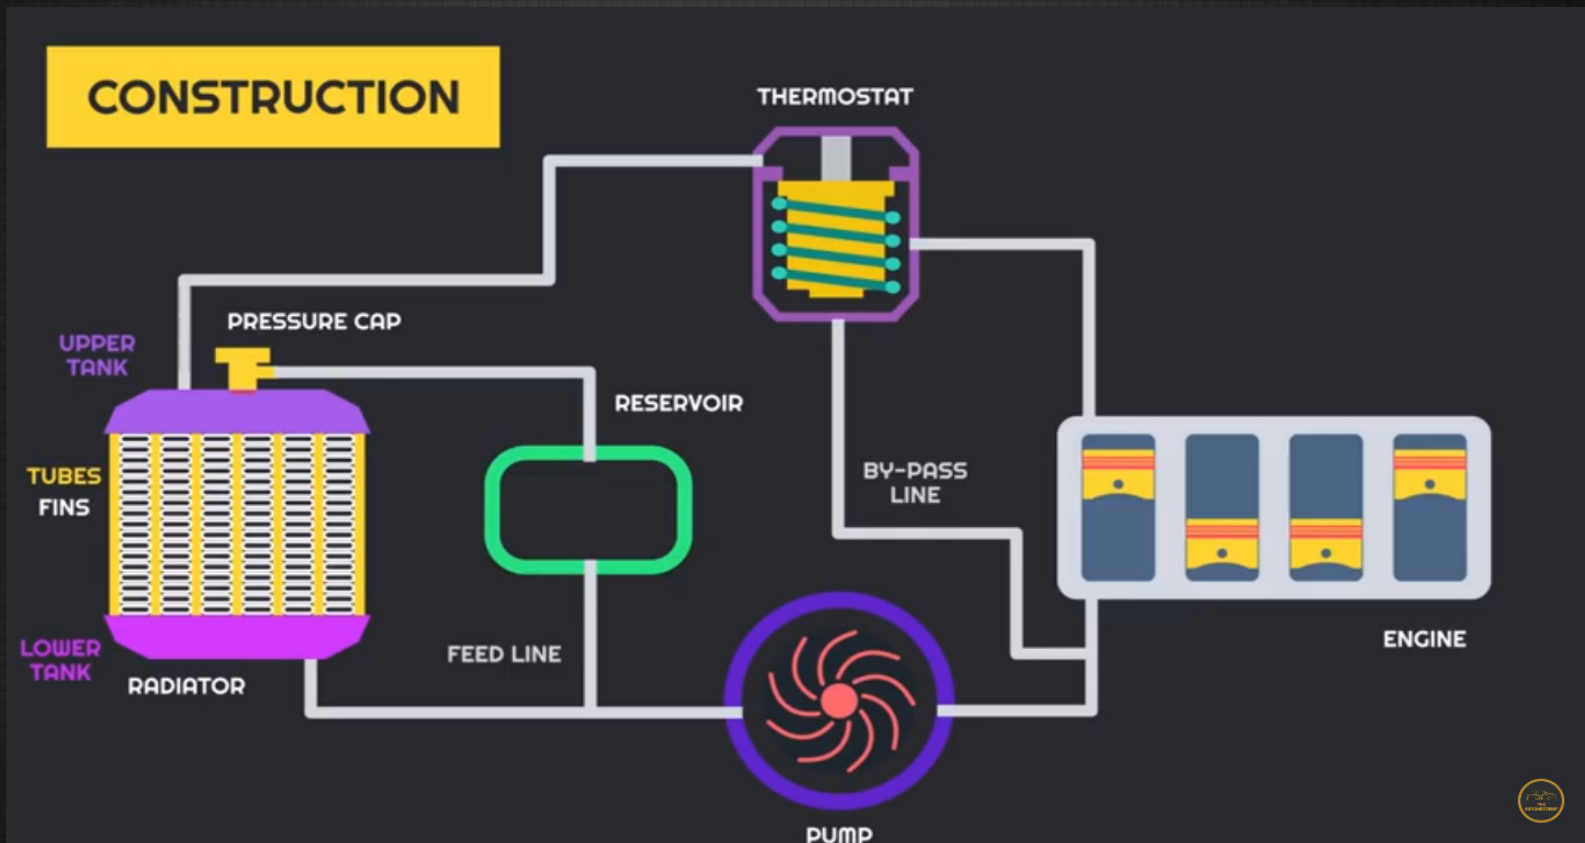 CONSTRUCTION
THERMOSTAT
PRESSURE CAP
UPPER
TANK
RESERVOIR
TUBES
FINS
BY-PASS
LINE
LOWER
TANK
RADIATOR
FEED LINE
ENGINE
PUMP